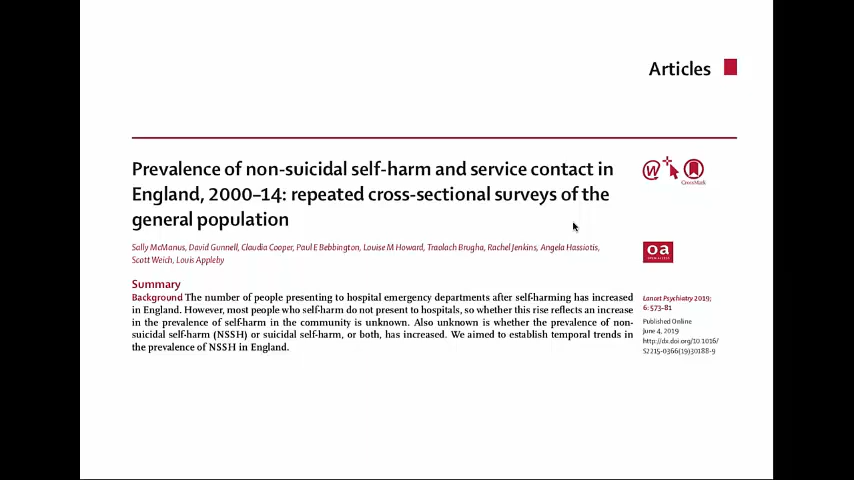 Articles
Prevalence of non-suicidal self-harm and service contact in
England, 2000–14: repeated cross-sectional surveys of the
general population
CrossMark
Sally McManus, David Gunnell, Claudia Cooper, Paul E Bebbington, Louise M Howard, Traolach Brugha, Rachel Jenkins, Angela Hassiotis,
Scott Weich, Louis Appleby
oa
OPEN ACCESS
Summary
Background The number of people presenting to hospital emergency departments after self-harming has increased
in England. However, most people who self-harm do not present to hospitals, so whether this rise reflects an increase
in the prevalence of self-harm in the community is unknown. Also unknown is whether the prevalence of non-
suicidal self-harm (NSSH) or suicidal self-harm, or both, has increased. We aimed to establish temporal trends in
the prevalence of NSSH in England.
Lancet Psychiatry 2019;
6: 573–81
Published Online
June 4, 2019
http://dx.doi.org/10.1016/
S2215-0366(19)30188-9